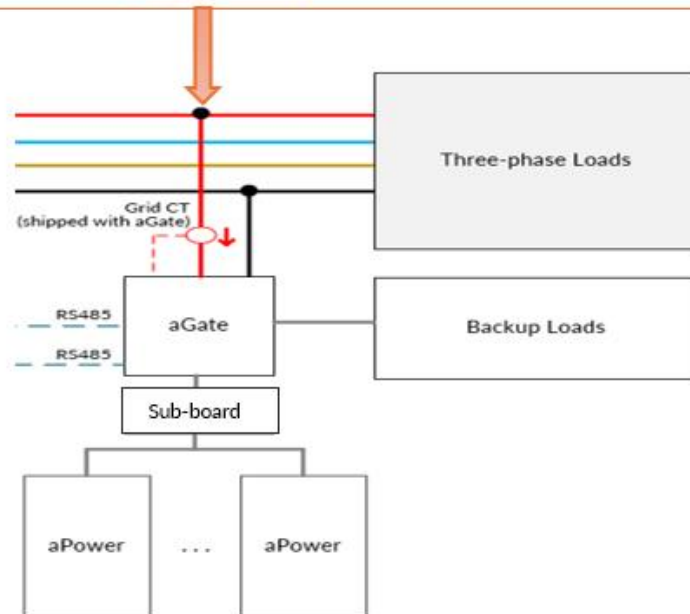 Three-phase Loads
Grid CT
(shipped with aGate)
RS485
aGate
Backup Loads
RS485
Sub-board
aPower
...
aPower